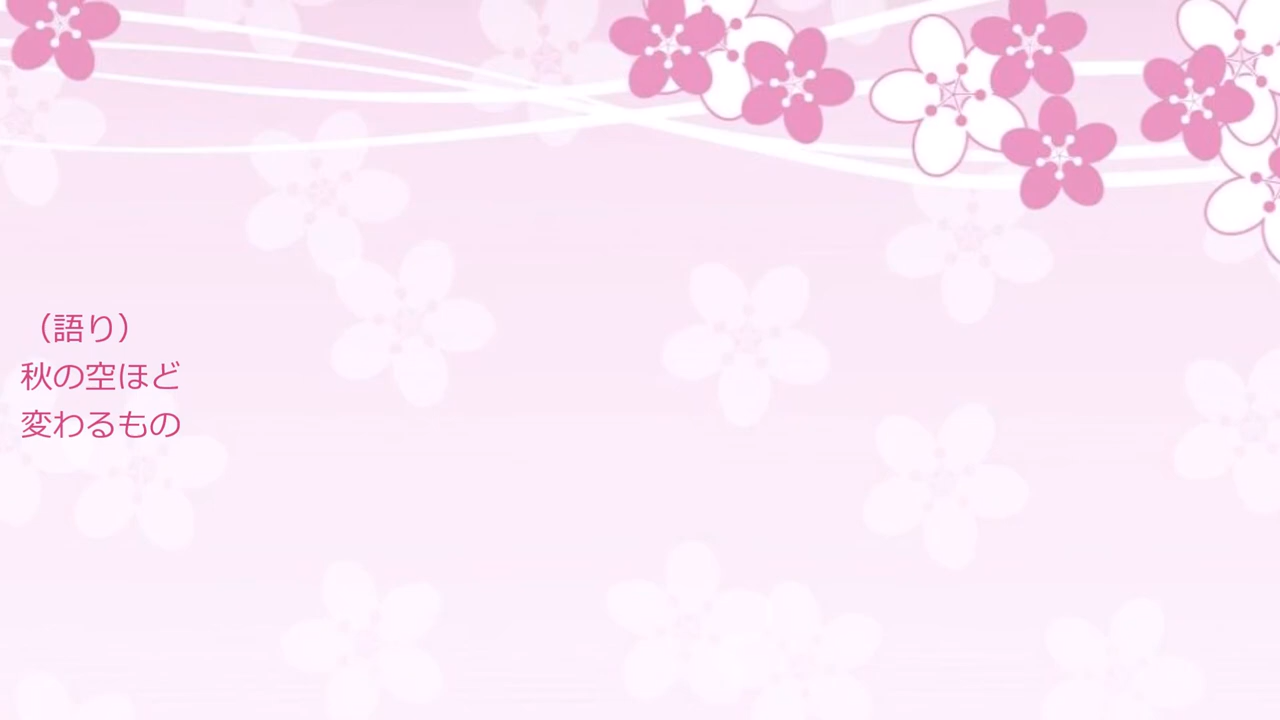 （語り）
秋の空ほど
変わるもの